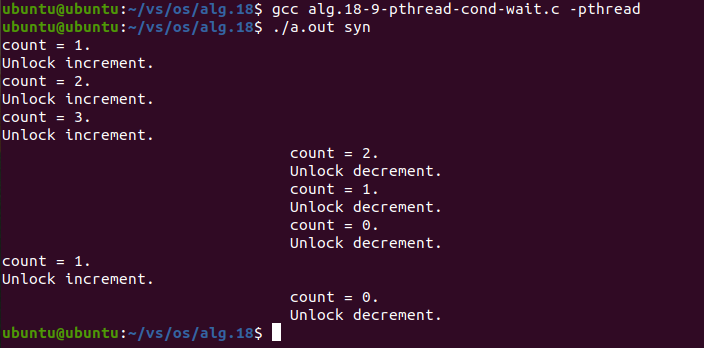 ubuntu@ubuntu:~/vs/os/alg.18$ gcc alg.18-9-pthread-cond-wait.c -pthread
ubuntu@ubuntu:~/vs/os/alg.18$ ./a.out syn
count = 1.
Unlock increment.
count = 2.
Unlock increment.
count = 3.
Unlock increment.
count = 2.
Unlock decrement.
count = 1.
Unlock decrement.
count = 0.
Unlock decrement.
count = 1.
Unlock increment.
count = 0.
Unlock decrement.
ubuntu@ubuntu:~/vs/os/alg.18$